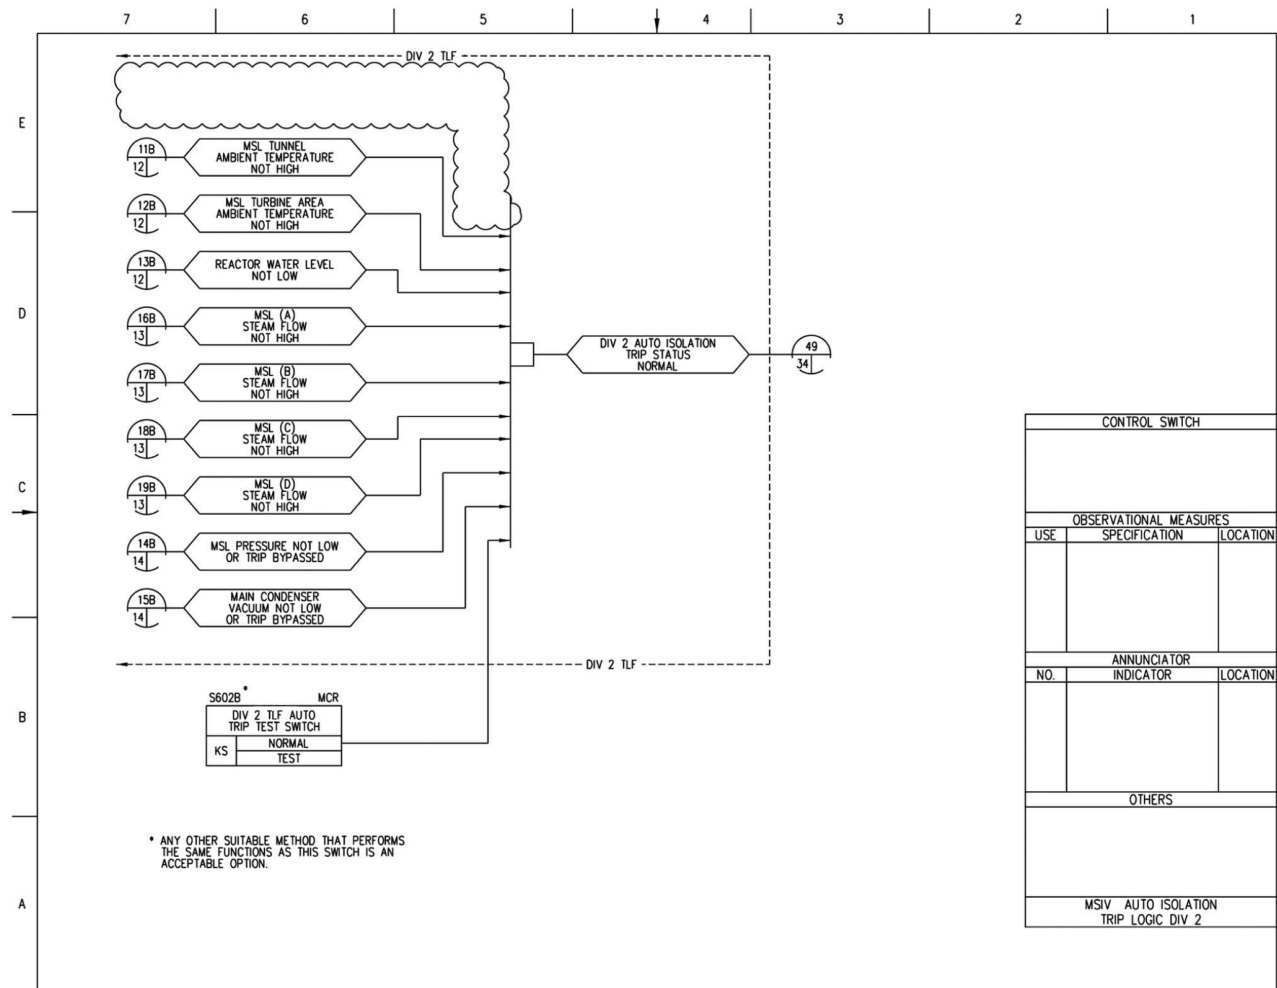 7 6 5 4 3 2 1
DIV 2 TLF
E
11B
12
MSL TUNNEL
AMBIENT TEMPERATURE
NOT HIGH
12B
12
MSL TURBINE AREA
AMBIENT TEMPERATURE
NOT HIGH
13B
12
REACTOR WATER LEVEL
NOT LOW
D
16B
13
MSL (A)
STEAM FLOW
NOT HIGH
DIV 2 AUTO ISOLATION
TRIP STATUS
NORMAL
49
34
17B
13
MSL (B)
STEAM FLOW
NOT HIGH
18B
13
MSL (C)
STEAM FLOW
NOT HIGH
C
19B
13
MSL (D)
STEAM FLOW
NOT HIGH
14B
14
MSL PRESSURE NOT LOW
OR TRIP BYPASSED
15B
14
MAIN CONDENSER
VACUUM NOT LOW
OR TRIP BYPASSED
DIV 2 TLF
B
S602B * MCR
DIV 2 TLF AUTO
TRIP TEST SWITCH
KS
NORMAL
TEST
* ANY OTHER SUITABLE METHOD THAT PERFORMS
THE SAME FUNCTIONS AS THIS SWITCH IS AN
ACCEPTABLE OPTION.
A
CONTROL SWITCH
OBSERVATIONAL MEASURES
USE SPECIFICATION LOCATION
ANNUNCIATOR
NO. INDICATOR LOCATION
OTHERS
MSIV AUTO ISOLATION
TRIP LOGIC DIV 2